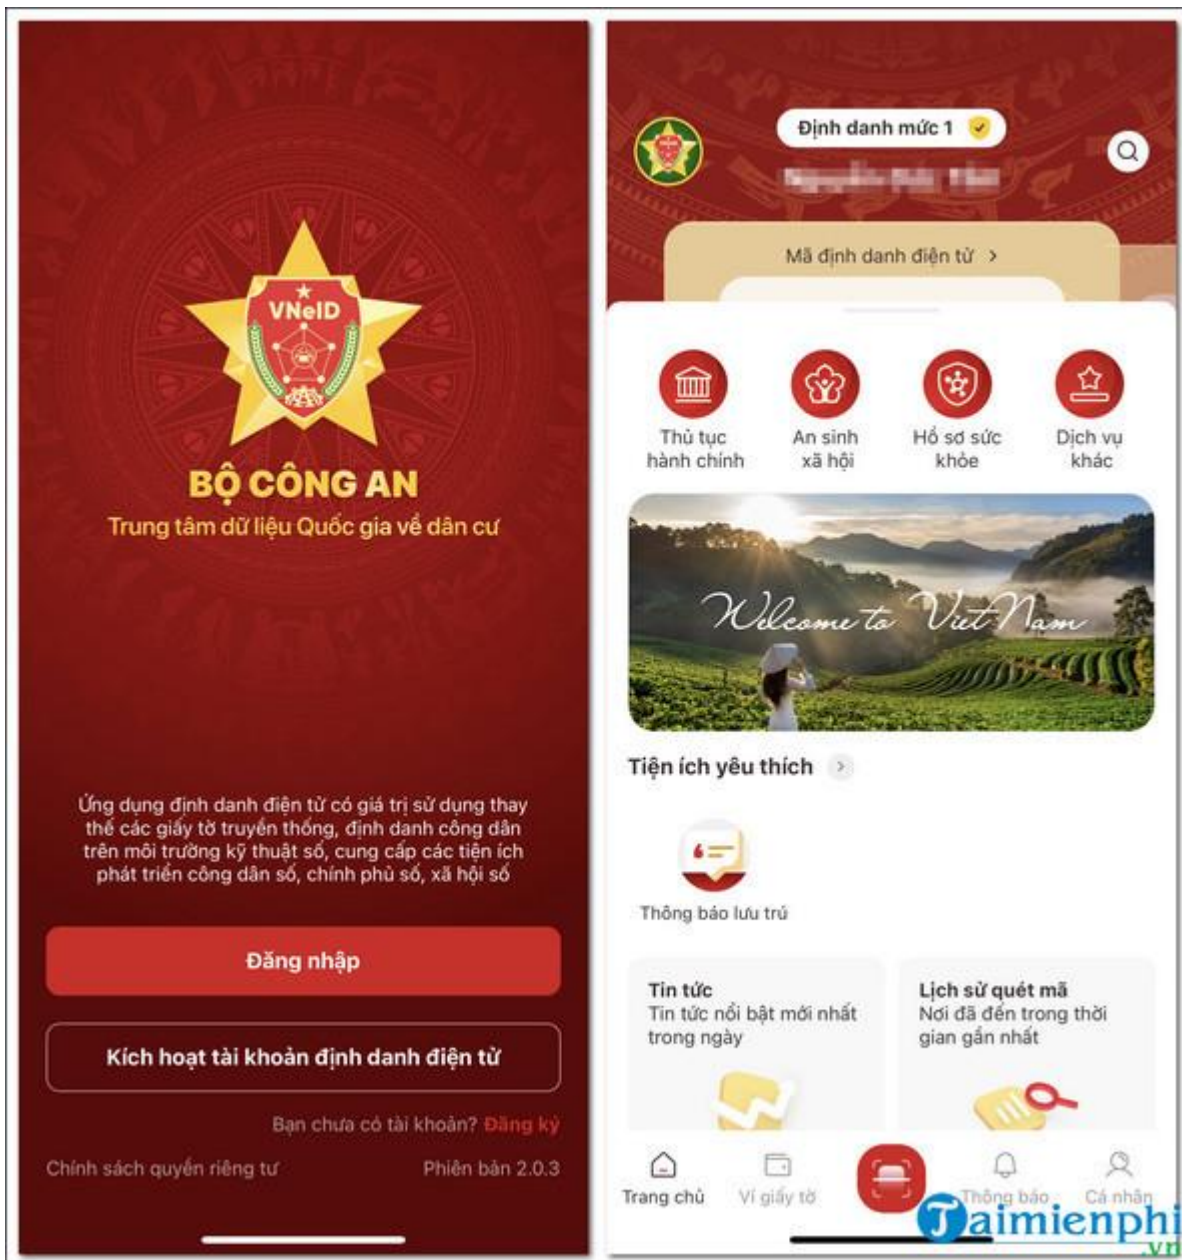 VNeID
BỘ CÔNG AN
Trung tâm dữ liệu Quốc gia về dân cư
Ứng dụng định danh điện tử có giá trị sử dụng thay
thế các giấy tờ truyền thống, định danh công dân
trên môi trường kỹ thuật số, cung cấp các tiện ích
phát triển công dân số, chính phủ số, xã hội số
Đăng nhập
Kích hoạt tài khoản định danh điện tử
Bạn chưa có tài khoản? Đăng ký
Chính sách quyền riêng tư
Phiên bản 2.0.3
Định danh mức 1
Mã định danh điện tử >
Thủ tục
hành chính
An sinh
xã hội
Hồ sơ sức
khỏe
Dịch vụ
khác
Welcome to Việt Nam
Tiện ích yêu thích >
Thông báo lưu trú
Tin tức
Tin tức nổi bật mới nhất
trong ngày
Lịch sử quét mã
Nơi đã đến trong thời
gian gần nhất
Trang chủ
Ví giấy tờ
Thông báo
Cá nhân
Taimienphi
.vn